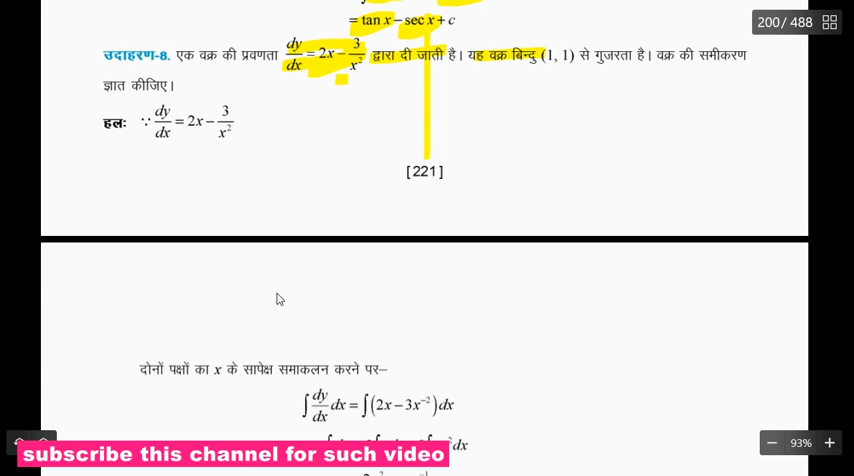 = tan x − sec x + c
200 / 488
उदाहरण-8. एक वक्र की प्रवणता dy/dx = 2x − 3/x² द्वारा दी जाती है। यह वक्र बिन्दु (1, 1) से गुजरता है। वक्र की समीकरण
ज्ञात कीजिए।
हलः ∵ dy/dx = 2x − 3/x²
[221]
दोनों पक्षों का x के सापेक्ष समाकलन करने पर–
∫ dy/dx dx = ∫(2x − 3x⁻²)dx
dx
93%
subscribe this channel for such video